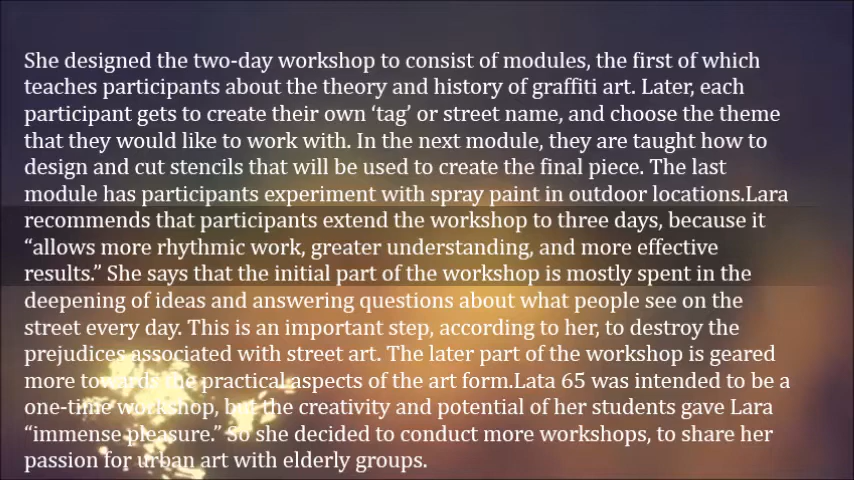 She designed the two-day workshop to consist of modules, the first of which
teaches participants about the theory and history of graffiti art. Later, each
participant gets to create their own ‘tag’ or street name, and choose the theme
that they would like to work with. In the next module, they are taught how to
design and cut stencils that will be used to create the final piece. The last
module has participants experiment with spray paint in outdoor locations.Lara
recommends that participants extend the workshop to three days, because it
“allows more rhythmic work, greater understanding, and more effective
results.” She says that the initial part of the workshop is mostly spent in the
deepening of ideas and answering questions about what people see on the
street every day. This is an important step, according to her, to destroy the
prejudices associated with street art. The later part of the workshop is geared
more towards the practical aspects of the art form.Lata 65 was intended to be a
one-time workshop, but the creativity and potential of her students gave Lara
“immense pleasure.” So she decided to conduct more workshops, to share her
passion for urban art with elderly groups.